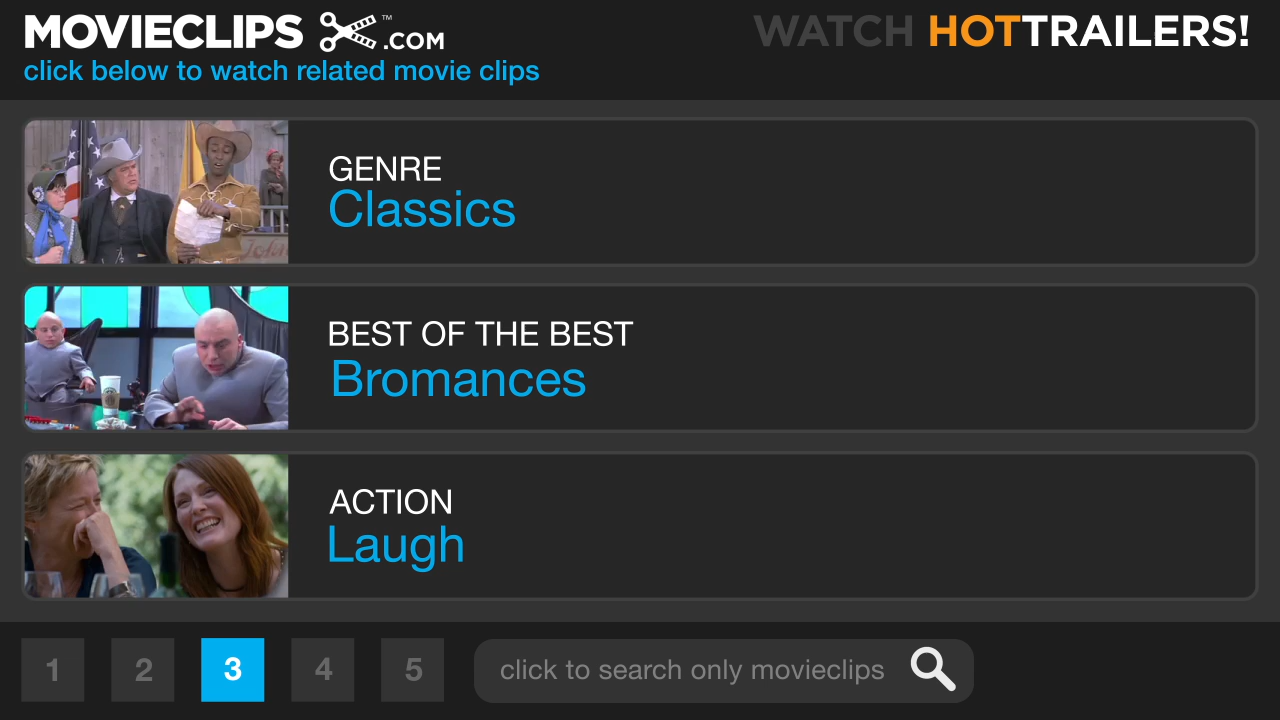 MOVIECLIPS ™ .COM
WATCH HOTTRAILERS!
click below to watch related movie clips
GENRE
Classics
BEST OF THE BEST
Bromances
ACTION
Laugh
1 2 3 4 5 click to search only movieclips